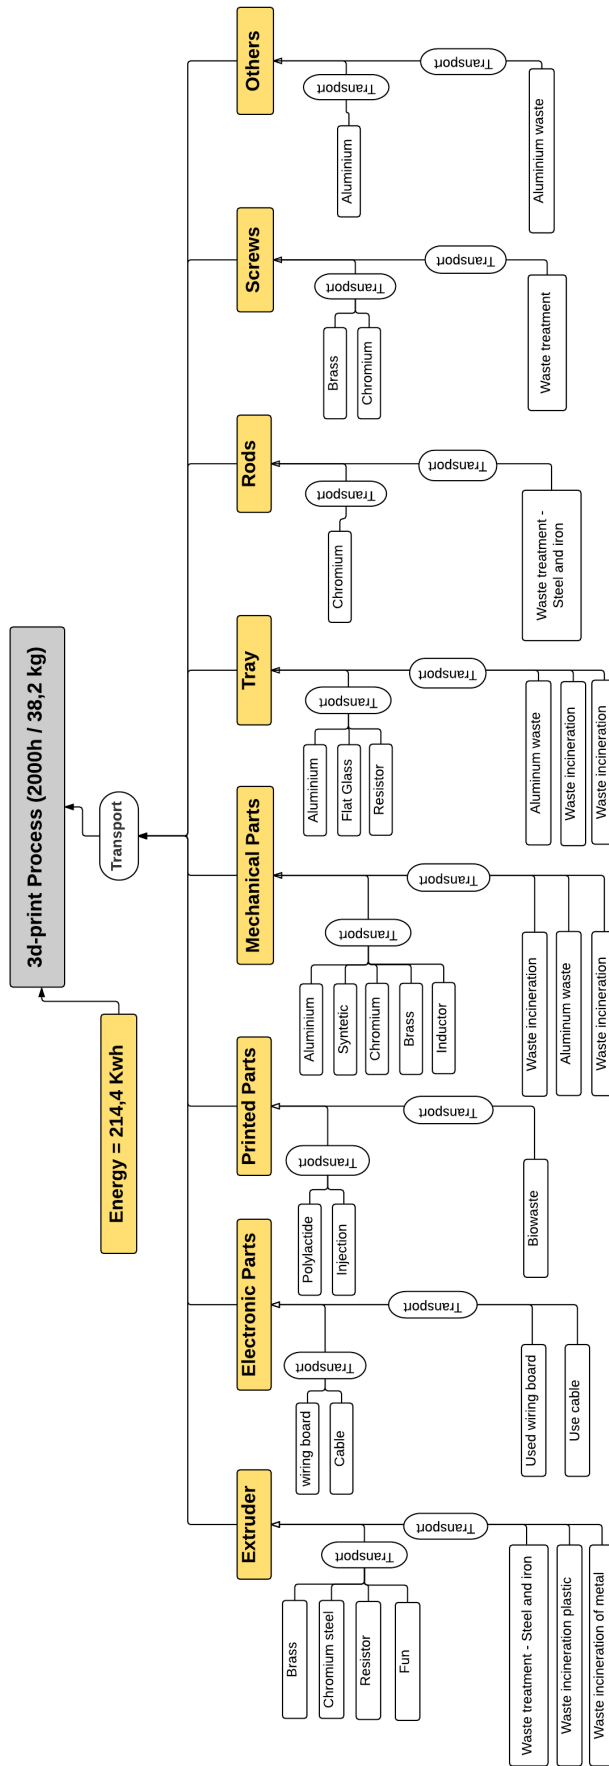 3d-print Process (2000h / 38,2 kg)
Energy = 214,4 Kwh
Transport
Extruder
Transport
Brass
Chromium steel
Resistor
Fun
Transport
Waste treatment - Steel and iron
Waste incineration plastic
Waste incineration of metal
Electronic Parts
Transport
wiring board
Cable
Transport
Used wiring board
Use cable
Printed Parts
Transport
Polylactide
Injection
Transport
Biowaste
Mechanical Parts
Transport
Aluminium
Syntetic
Chromium
Brass
Inductor
Transport
Waste incineration
Aluminum waste
Waste incineration
Tray
Transport
Aluminium
Flat Glass
Resistor
Transport
Aluminum waste
Waste incineration
Waste incineration
Rods
Transport
Chromium
Transport
Waste treatment -
Steel and iron
Screws
Transport
Brass
Chromium
Transport
Waste treatment
Others
Transport
Aluminium
Transport
Aluminium waste